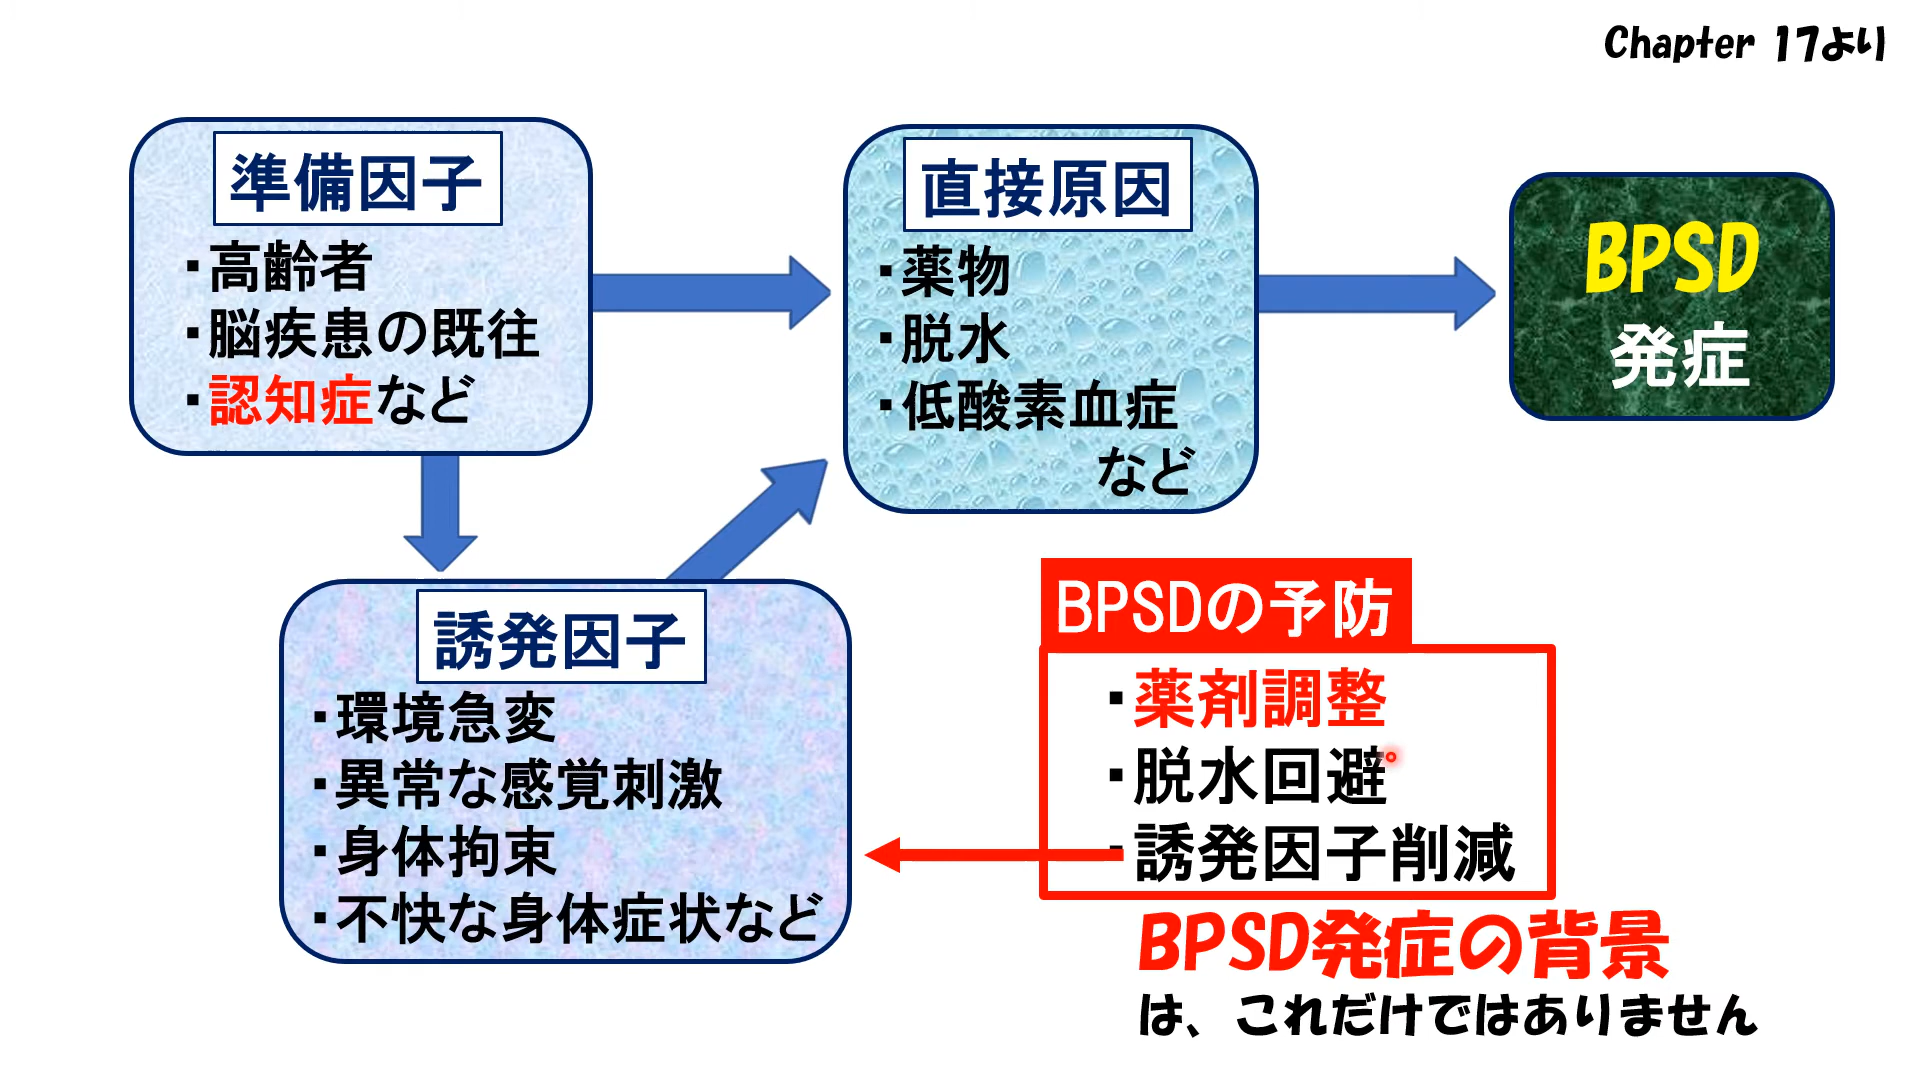 Chapter 17より
準備因子
・高齢者
・脳疾患の既往
・認知症など
直接原因
・薬物
・脱水
・低酸素血症
など
BPSD
発症
誘発因子
・環境急変
・異常な感覚刺激
・身体拘束
・不快な身体症状など
BPSDの予防
・薬剤調整
・脱水回避
・誘発因子削減
BPSD発症の背景
は、これだけではありません